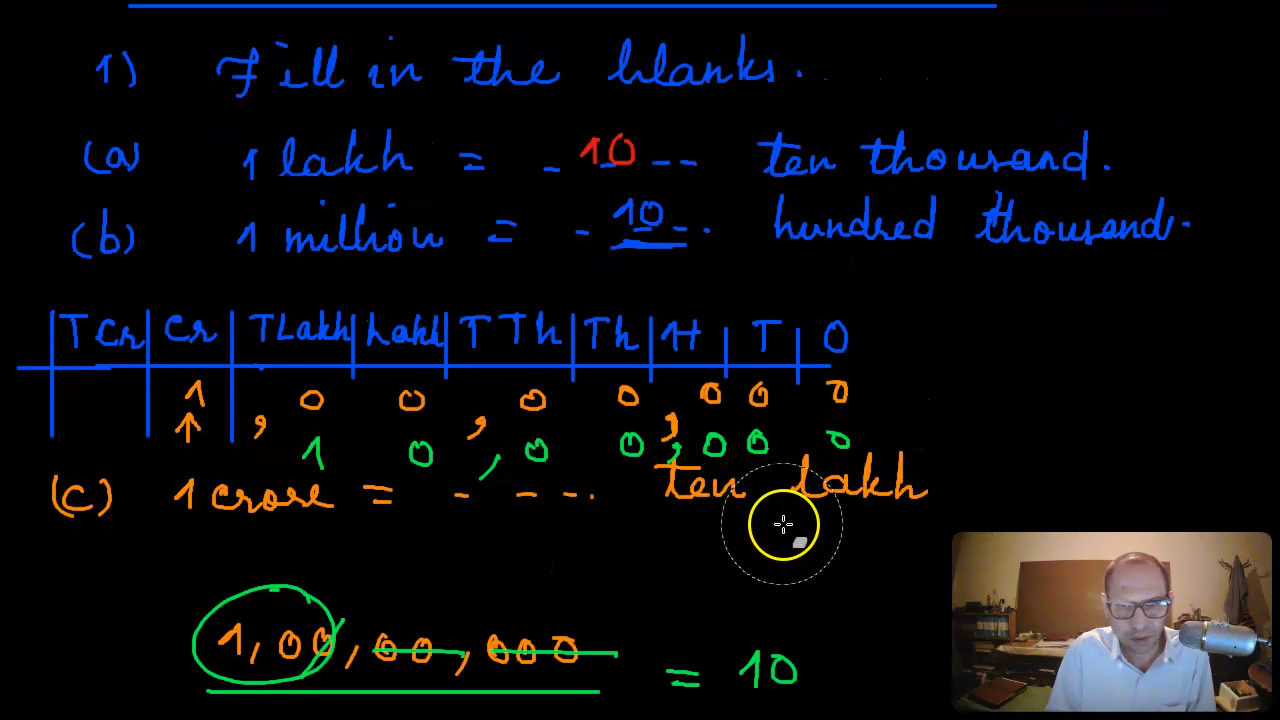 1) Fill in the blanks.
(a) 1 lakh = - 10 - - ten thousand.
(b) 1 million = - 10 - . hundred thousand.
T Cr Cr T Lakh Lakh T Th Th H T O
1 , 0 0 , 0 0 , 0 0 0
↑ 1 0 , 0 0 , 0 0 0
(c) 1 crore = - - - - . ten lakh
1,00,00,000 = 10